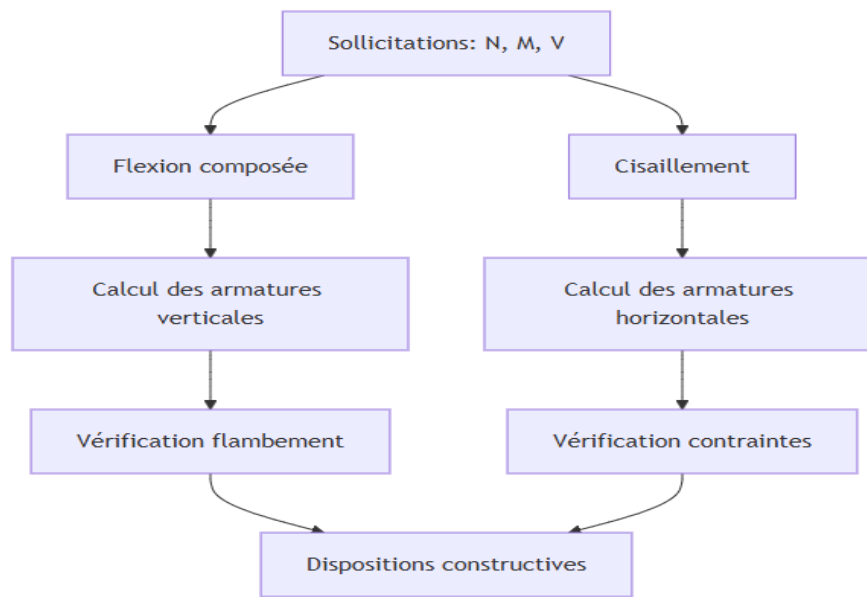 Sollicitations: N, M, V
Flexion composée
Cisaillement
Calcul des armatures
verticales
Calcul des armatures
horizontales
Vérification flambement
Vérification contraintes
Dispositions constructives